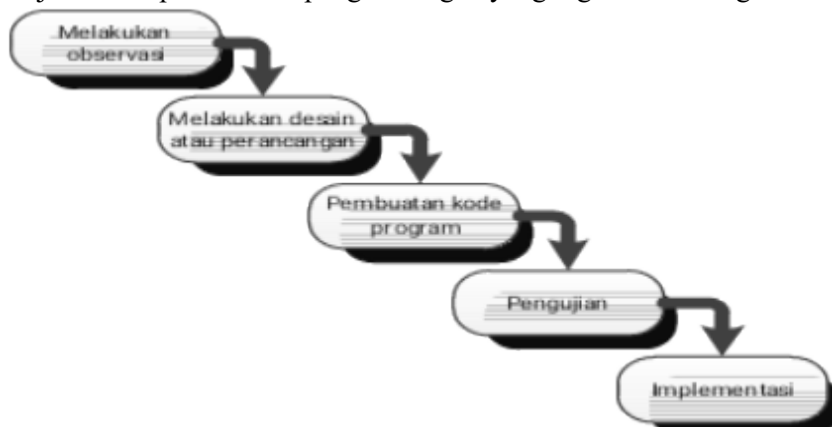 Melakukan
observasi
Melakukan desain
atau perancangan
Pembuatan kode
program
Pengujian
Implementasi